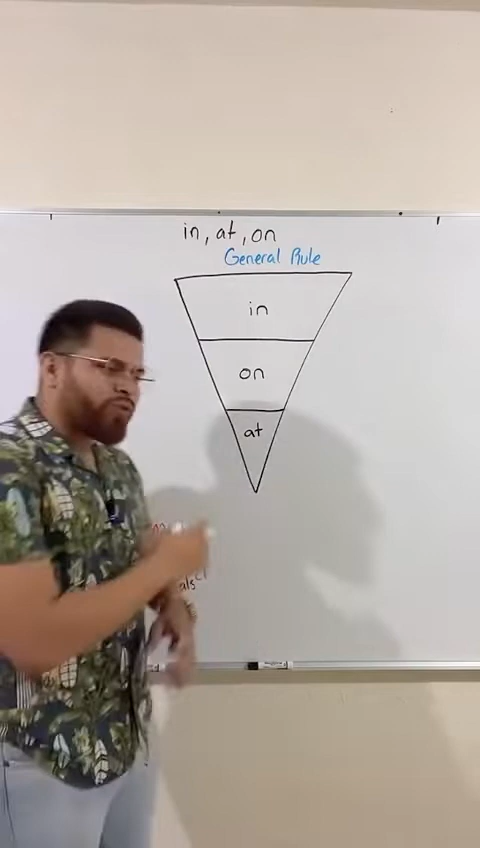 in, at, on
General Rule
in
on
at